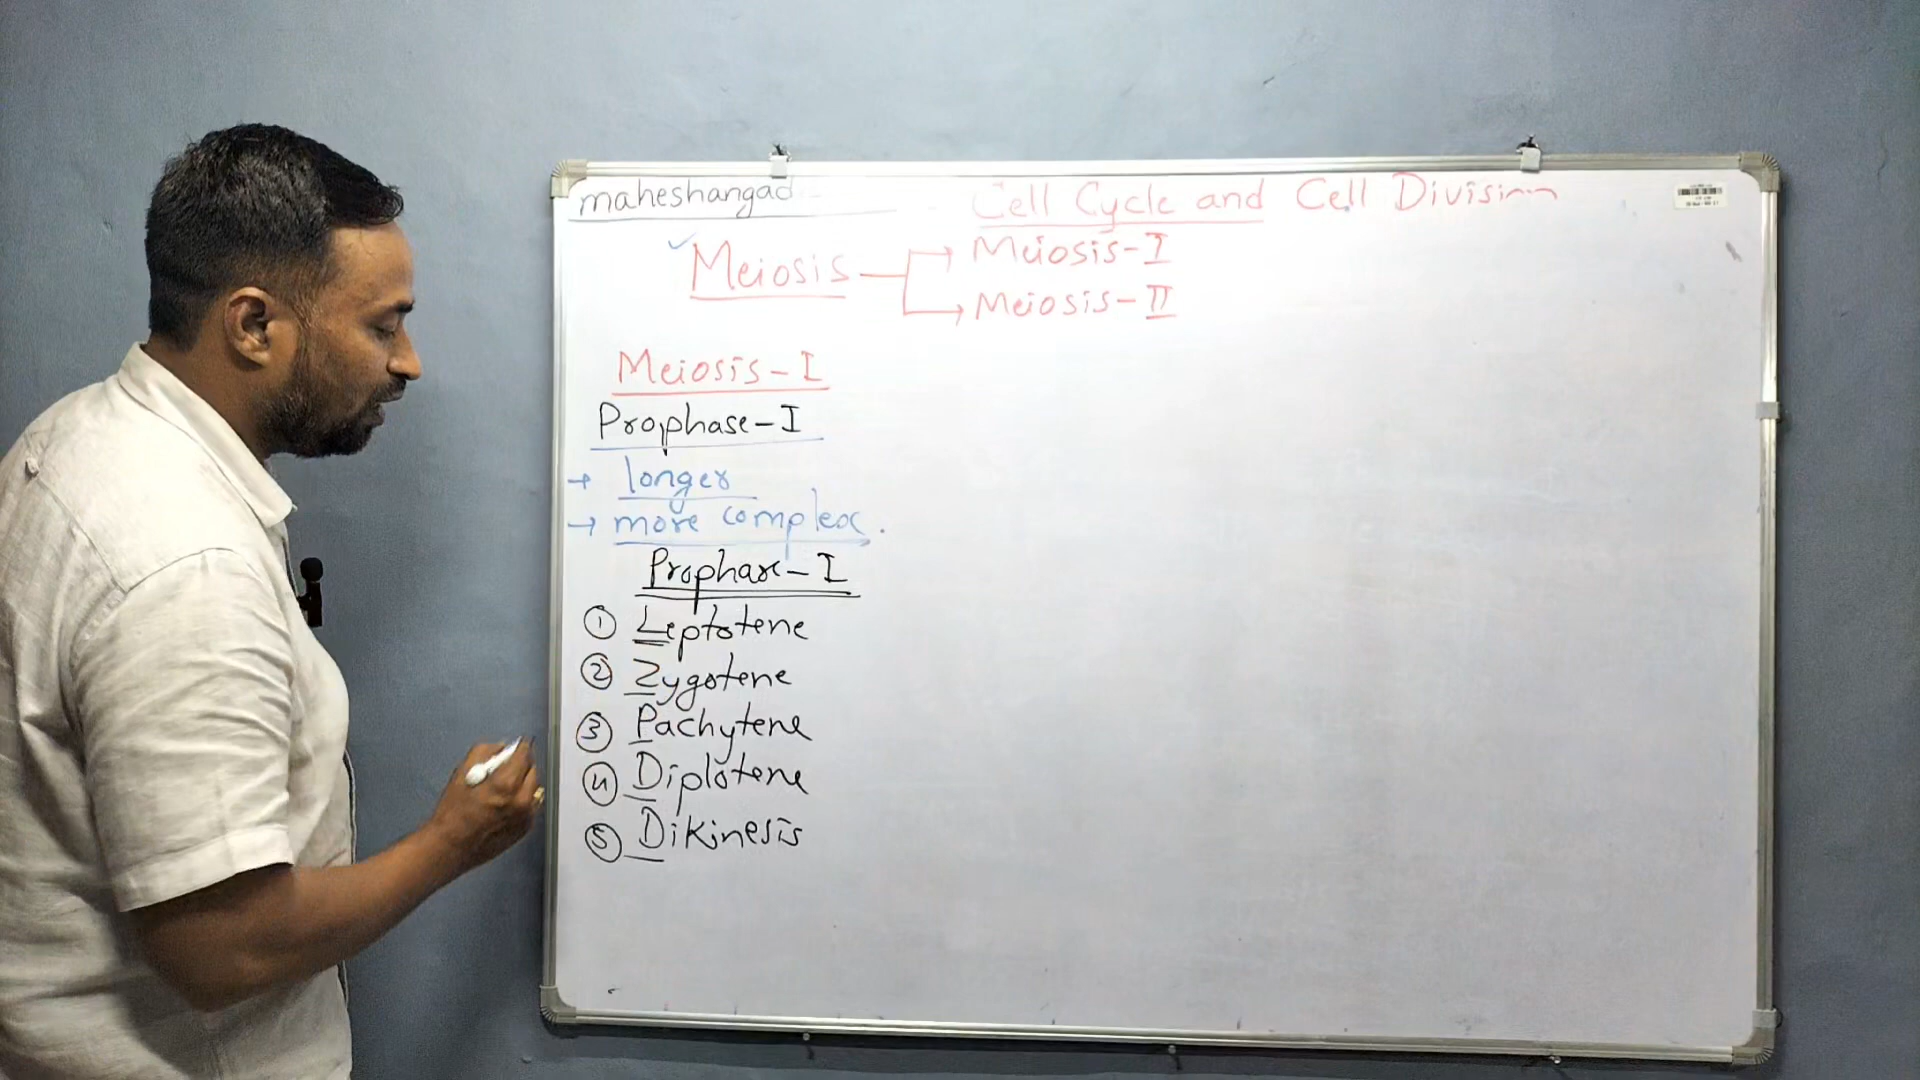 maheshangad
Cell Cycle and Cell Division
Meiosis
Meiosis-I
Meiosis-II
Meiosis-I
Prophase-I
→ longer
→ more complex.
Prophase-I
① Leptotene
② Zygotene
③ Pachytene
④ Diplotene
⑤ Dikinesis